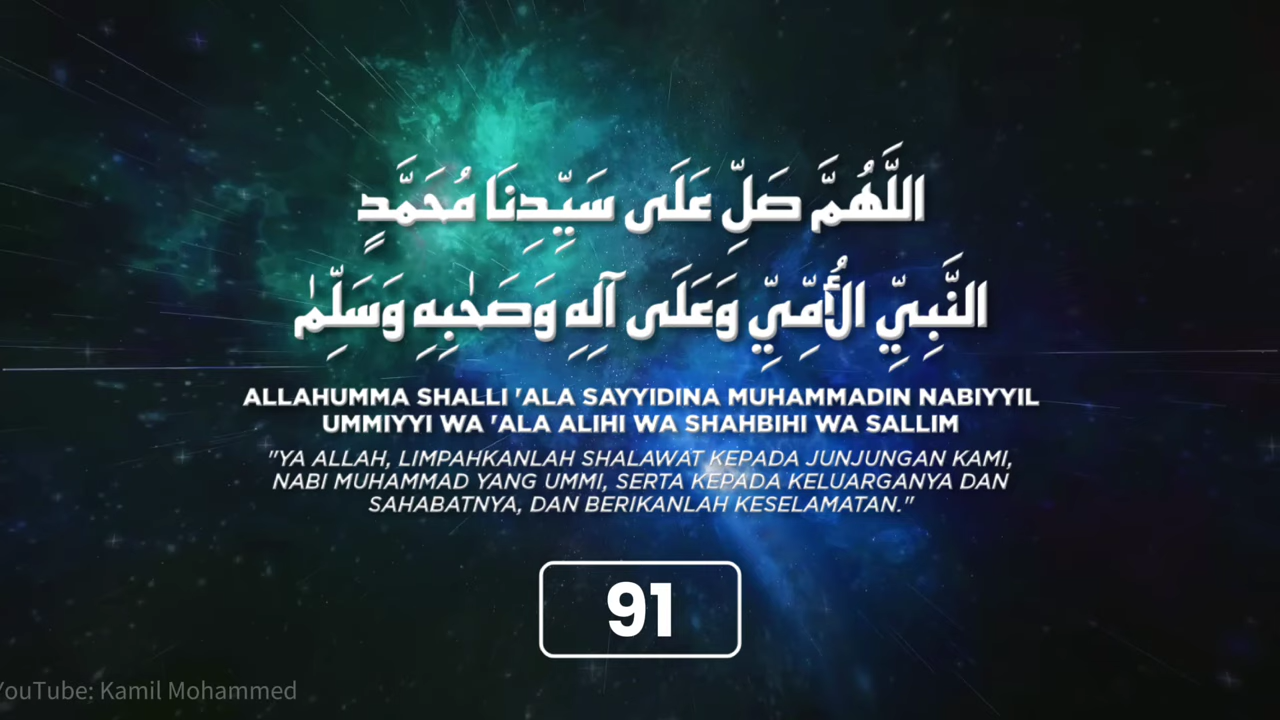 اللَّهُمَّ صَلِّ عَلَى سَيِّدِنَا مُحَمَّدٍ
النَّبِيِّ الأُمِّيِّ وَعَلَى آلِهِ وَصَحْبِهِ وَسَلِّمْ
ALLAHUMMA SHALLI 'ALA SAYYIDINA MUHAMMADIN NABIYYIL
UMMIYYI WA 'ALA ALIHI WA SHAHBIHI WA SALLIM
"YA ALLAH, LIMPAHKANLAH SHALAWAT KEPADA JUNJUNGAN KAMI,
NABI MUHAMMAD YANG UMMI, SERTA KEPADA KELUARGANYA DAN
SAHABATNYA, DAN BERIKANLAH KESELAMATAN."
91
YouTube: Kamil Mohammed